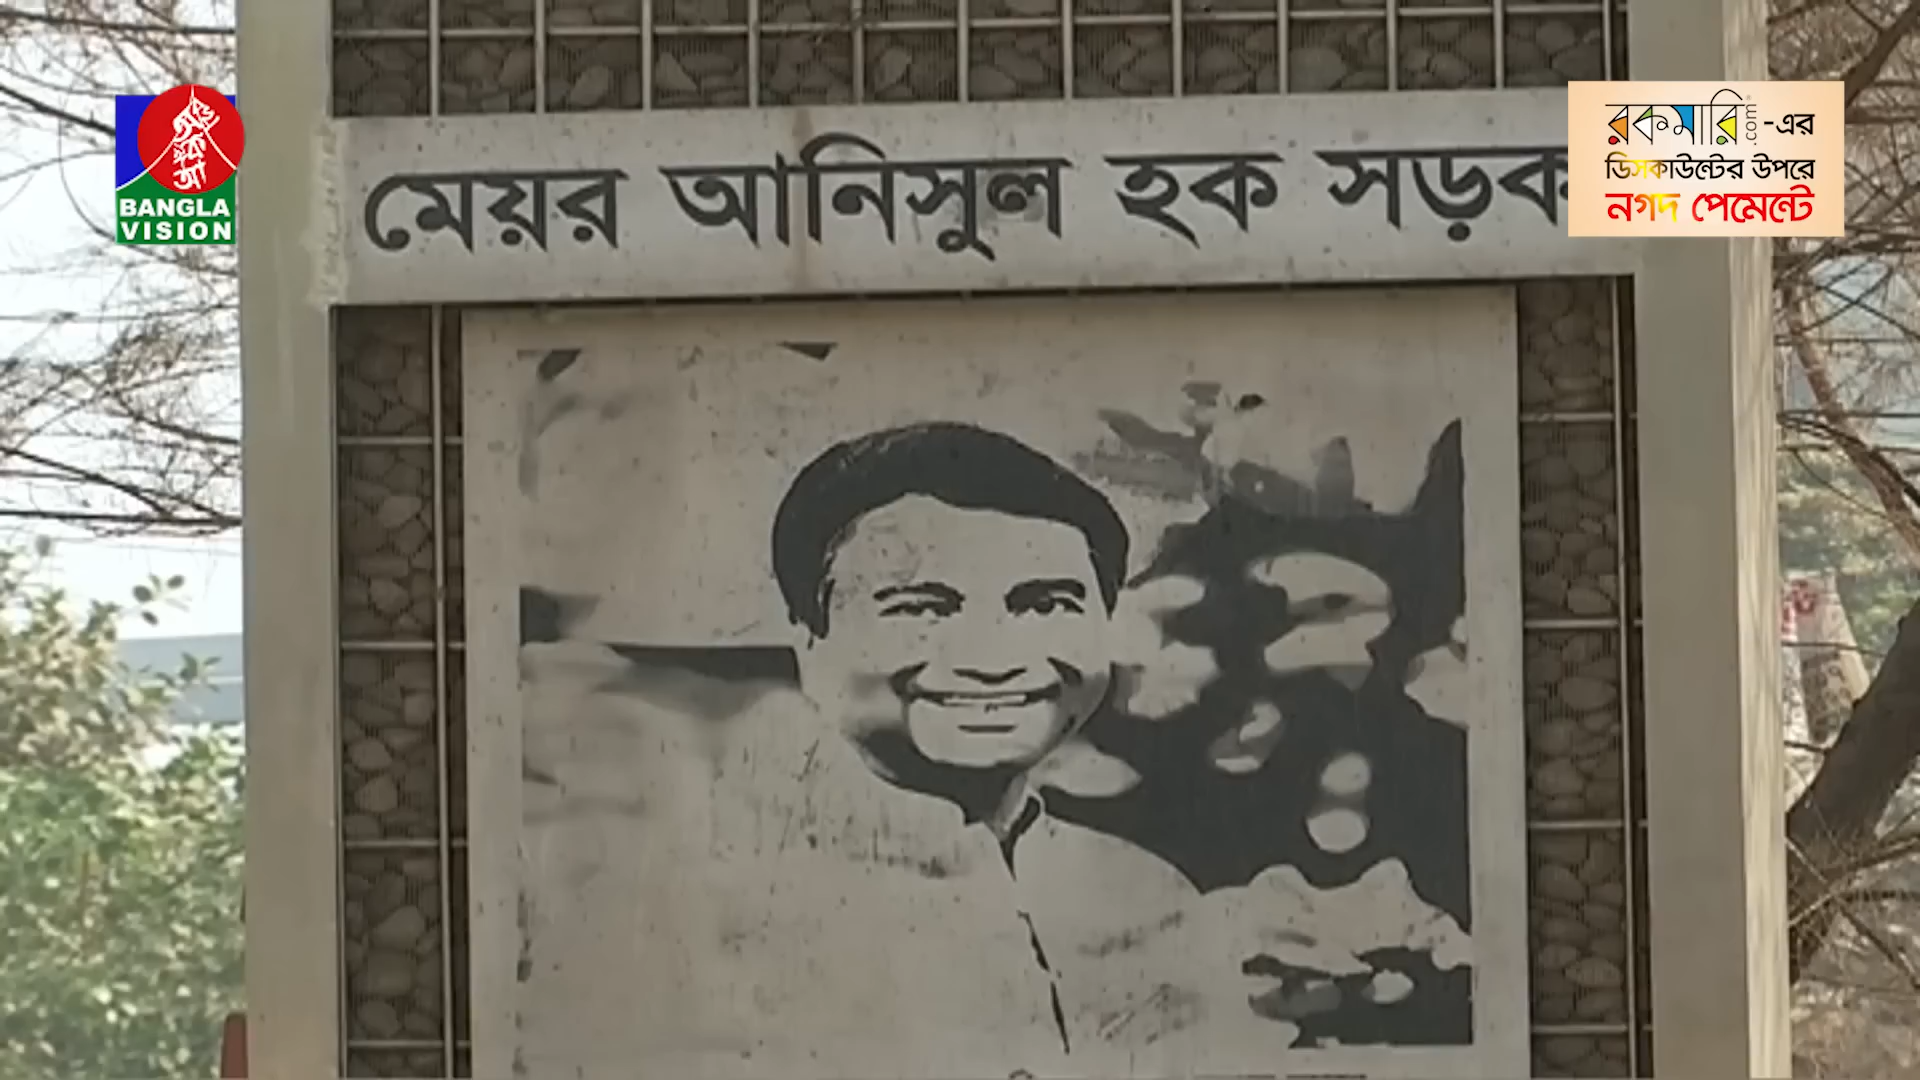 মেয়র আনিসুল হক সড়ক
BANGLA
VISION
রকমারি.com -এর
ডিসকাউন্টের উপরে
নগদ পেমেন্টে